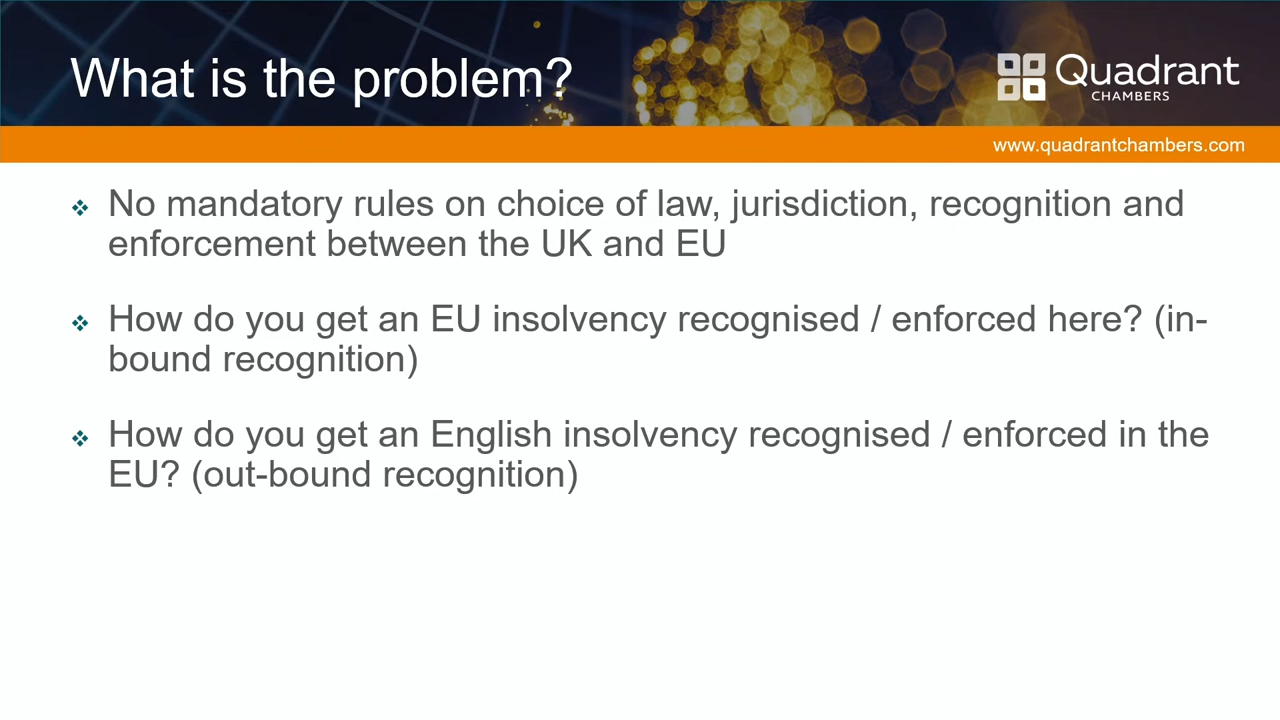 What is the problem?
Quadrant
CHAMBERS
www.quadrantchambers.com
No mandatory rules on choice of law, jurisdiction, recognition and
enforcement between the UK and EU
How do you get an EU insolvency recognised / enforced here? (in-
bound recognition)
How do you get an English insolvency recognised / enforced in the
EU? (out-bound recognition)